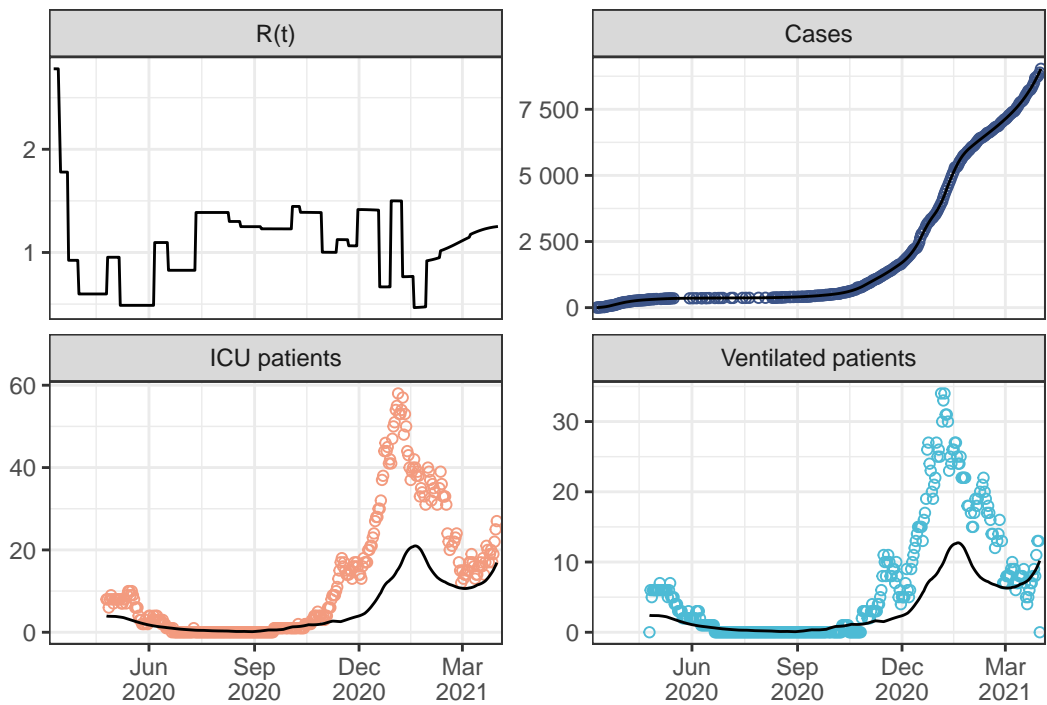 R(t)
Cases
2
1
7 500
5 000
2 500
0
ICU patients
Ventilated patients
60
40
20
0
30
20
10
0
Jun Sep Dec Mar
2020 2020 2020 2021
Jun Sep Dec Mar
2020 2020 2020 2021